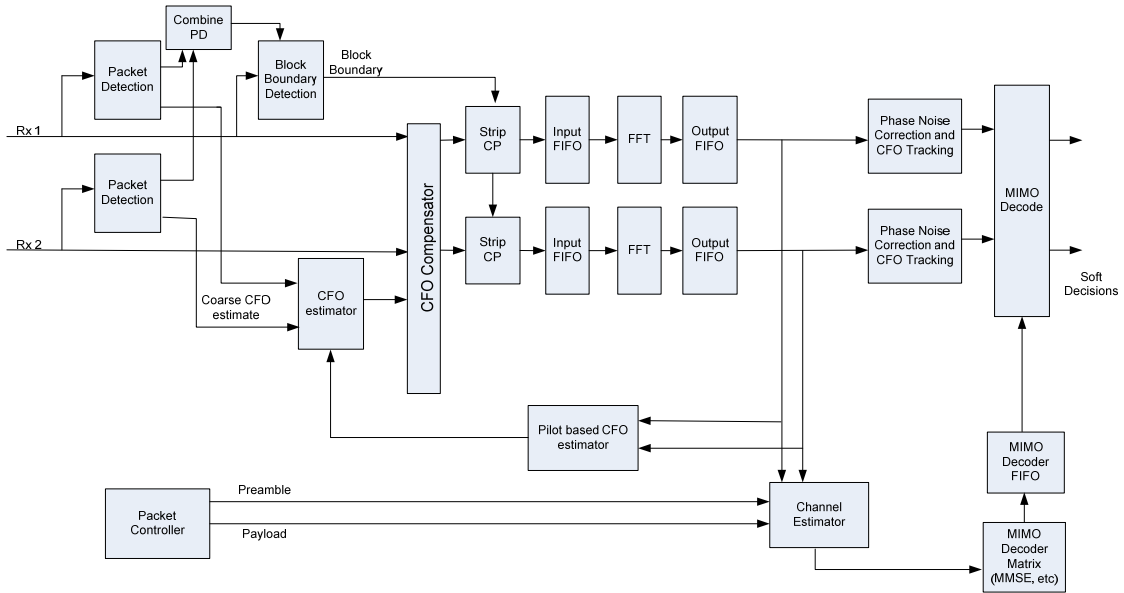 Combine
PD
Packet
Detection
Block
Boundary
Detection
Block
Boundary
Rx 1
Strip
CP
Input
FIFO
FFT
Output
FIFO
Phase Noise
Correction and
CFO Tracking
MIMO
Decode
Packet
Detection
Rx 2
CFO Compensator
Strip
CP
Input
FIFO
FFT
Output
FIFO
Phase Noise
Correction and
CFO Tracking
Soft
Decisions
Coarse CFO
estimate
CFO
estimator
Pilot based CFO
estimator
MIMO
Decoder
FIFO
Packet
Controller
Preamble
Payload
Channel
Estimator
MIMO
Decoder
Matrix
(MMSE, etc)